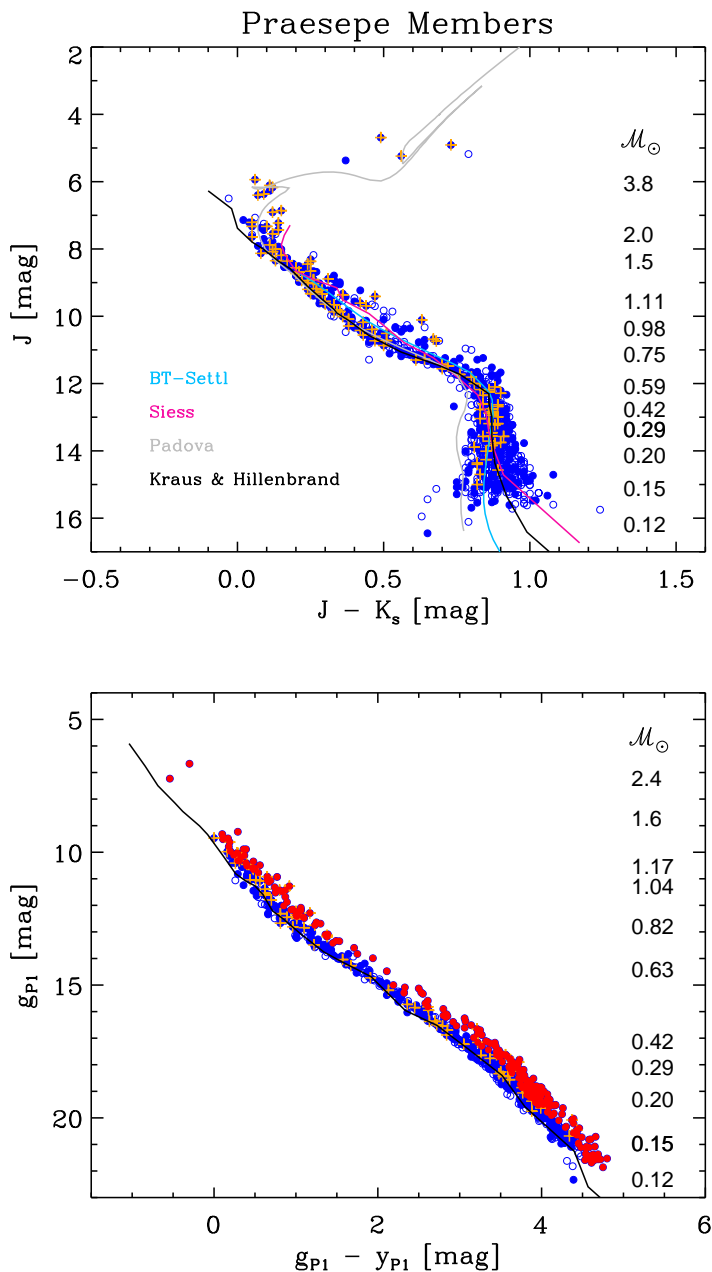 Praesepe Members
2
4
6
8
10
12
14
16
J [mag]
ℳ⊙
3.8
2.0
1.5
1.11
0.98
0.75
0.59
0.42
0.29
0.20
0.15
0.12
BT-Settl
Siess
Padova
Kraus & Hillenbrand
-0.5 0.0 0.5 1.0 1.5
J - Ks [mag]
5
10
15
20
gP1 [mag]
ℳ⊙
2.4
1.6
1.17
1.04
0.82
0.63
0.42
0.29
0.20
0.15
0.12
0 2 4 6
gP1 - yP1 [mag]